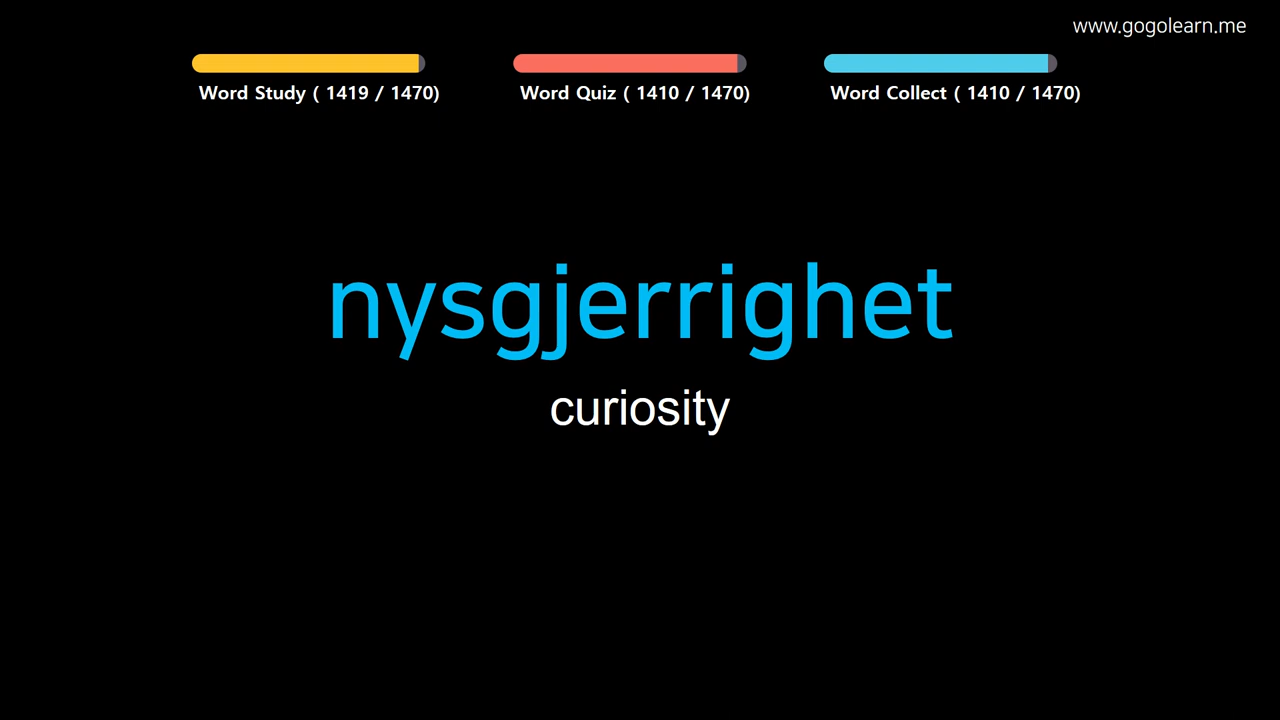 www.gogolearn.me
Word Study ( 1419 / 1470)
Word Quiz ( 1410 / 1470)
Word Collect ( 1410 / 1470)
nysgjerrighet
curiosity